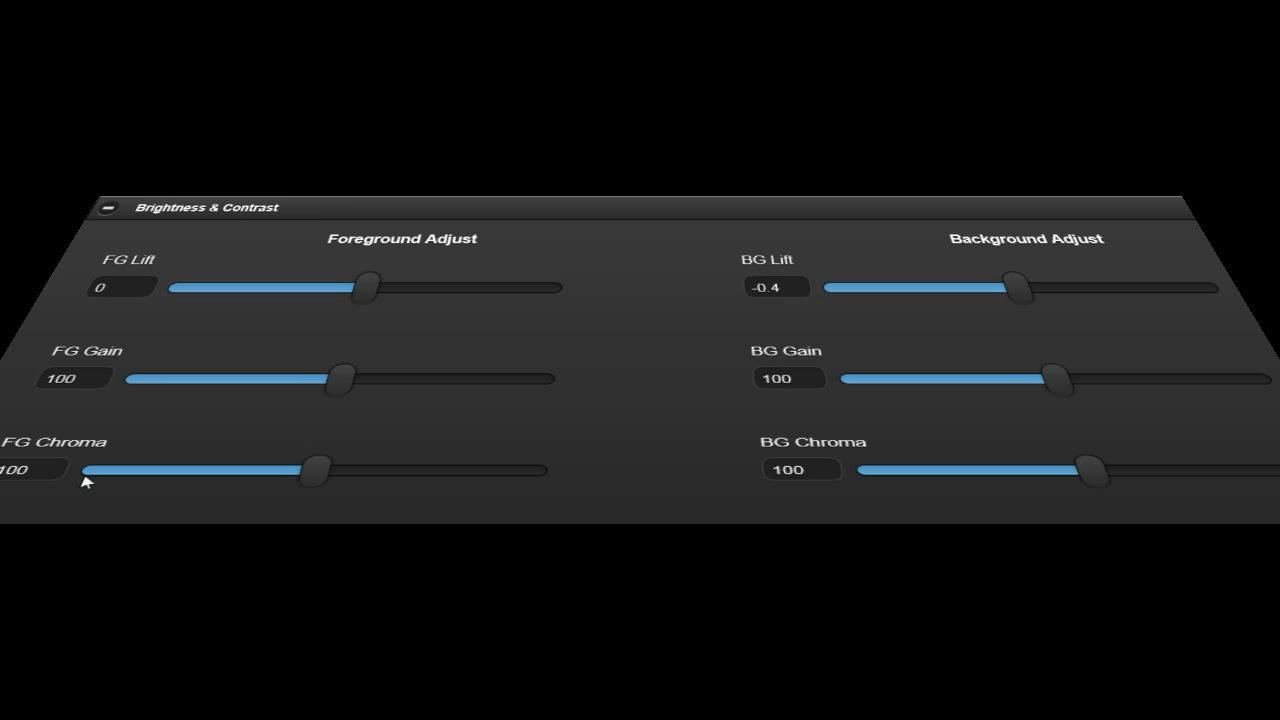 Brightness & Contrast
Foreground Adjust
Background Adjust
FG Lift
BG Lift
0
-0.4
FG Gain
BG Gain
100
100
FG Chroma
BG Chroma
100
100